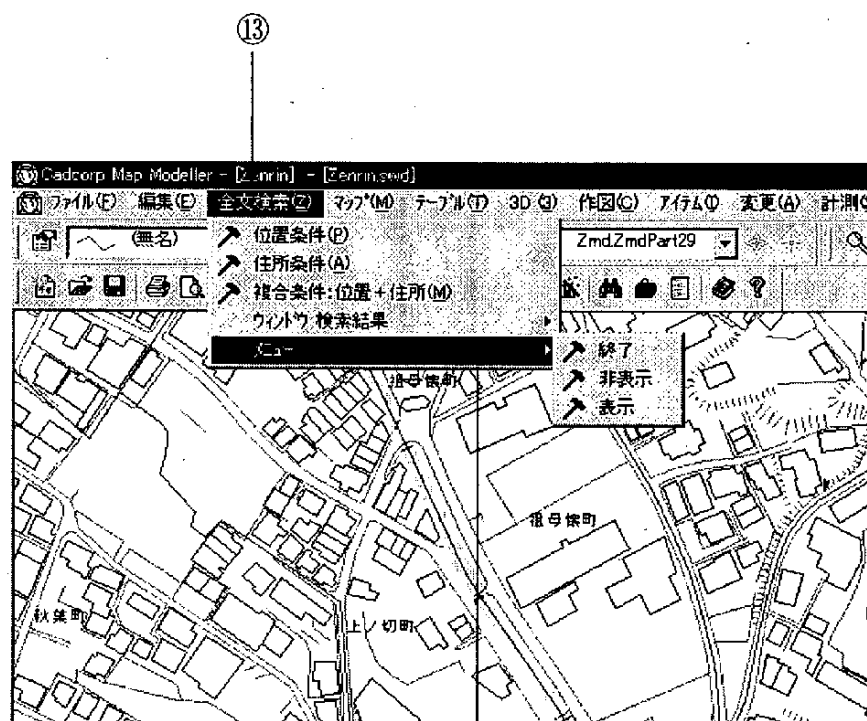 ⑬
Cadcorp Map Modeller - [Zenrin] - [Zenrin.swd]
ファイル(F) 編集(E) 全文検索(Z) マップ(M) テーブル(T) 3D(3) 作図(C) アイテム(I) 変更(A) 計測(
(無名)
位置条件(P)
Zmd.ZmdPart29
住所条件(A)
複合条件:位置+住所(M)
ウィンドウ 検索結果
メニュー
終了
非表示
表示
祖母懐町
祖母懐町
秋葉町
上ノ切町